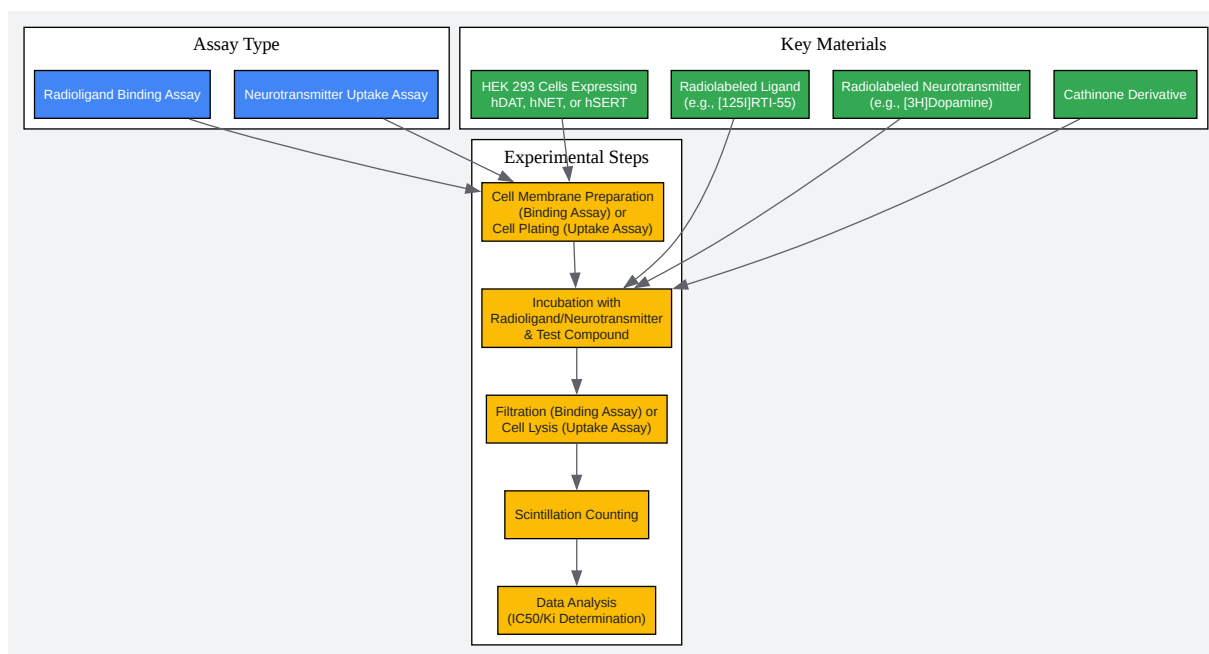 Assay Type
Radioligand Binding Assay
Neurotransmitter Uptake Assay
Key Materials
HEK 293 Cells Expressing
hDAT, hNET, or hSERT
Radiolabeled Ligand
(e.g., [125I]RTI-55)
Radiolabeled Neurotransmitter
(e.g., [3H]Dopamine)
Cathinone Derivative
Experimental Steps
Cell Membrane Preparation
(Binding Assay) or
Cell Plating (Uptake Assay)
Incubation with
Radioligand/Neurotransmitter
& Test Compound
Filtration (Binding Assay) or
Cell Lysis (Uptake Assay)
Scintillation Counting
Data Analysis
(IC50/Ki Determination)